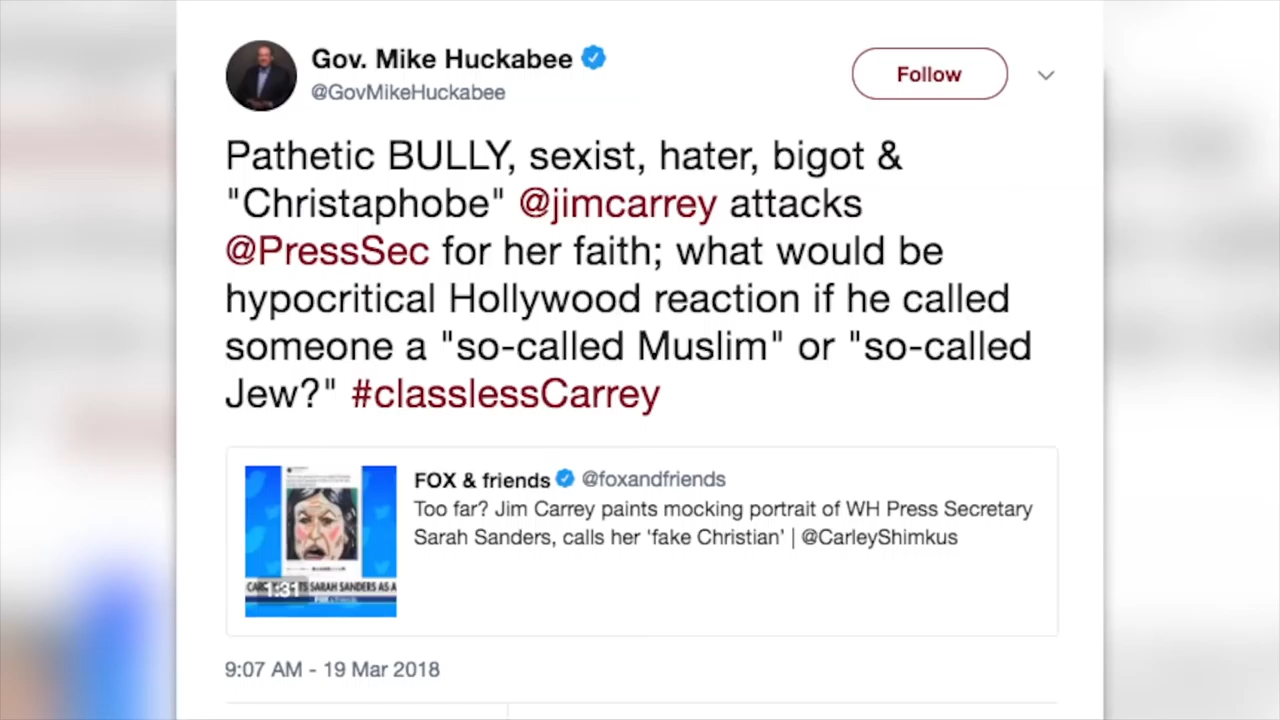 Gov. Mike Huckabee
@GovMikeHuckabee
Follow
Pathetic BULLY, sexist, hater, bigot &
"Christaphobe" @jimcarrey attacks
@PressSec for her faith; what would be
hypocritical Hollywood reaction if he called
someone a "so-called Muslim" or "so-called
Jew?" #classlessCarrey
FOX & friends @foxandfriends
Too far? Jim Carrey paints mocking portrait of WH Press Secretary
Sarah Sanders, calls her 'fake Christian' | @CarleyShimkus
1:31
SARAH SANDERS AS A
9:07 AM - 19 Mar 2018